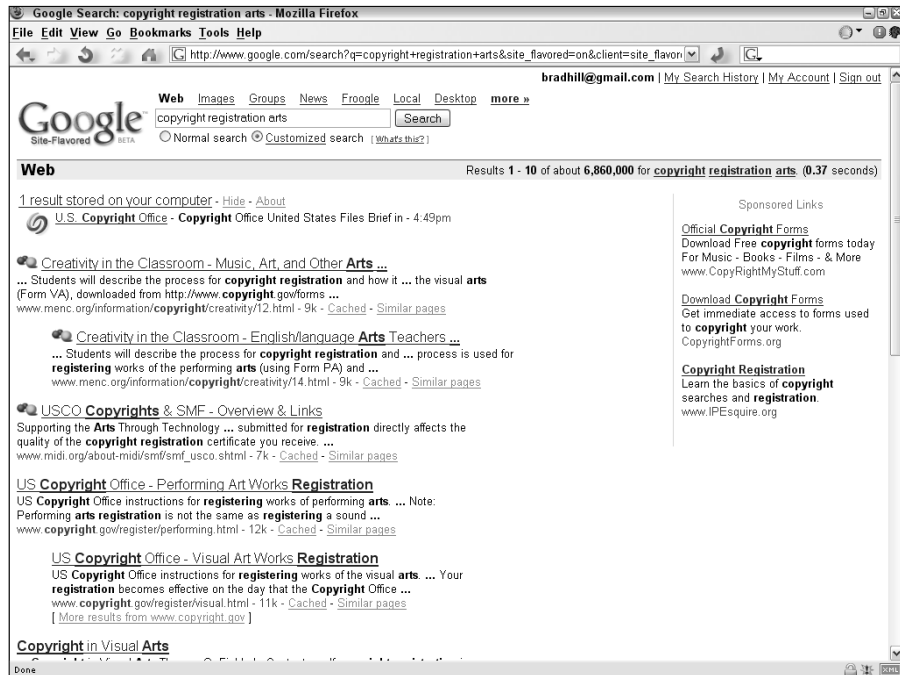 Google Search: copyright registration arts - Mozilla Firefox
File Edit View Go Bookmarks Tools Help
http://www.google.com/search?q=copyright+registration+arts&site_flavored=on&client=site_flavor
bradhill@gmail.com | My Search History | My Account | Sign out
Google
Site-Flavored BETA
Web Images Groups News Froogle Local Desktop more »
copyright registration arts Search
Normal search Customized search [ What's this? ]
Web Results 1 - 10 of about 6,860,000 for copyright registration arts. (0.37 seconds)
1 result stored on your computer - Hide - About
U.S. Copyright Office - Copyright Office United States Files Brief in - 4:49pm
Creativity in the Classroom - Music, Art, and Other Arts ...
... Students will describe the process for copyright registration and how it ... the visual arts
(Form VA), downloaded from http://www.copyright.gov/forms ...
www.menc.org/information/copyright/creativity/12.html - 9k - Cached - Similar pages
Creativity in the Classroom - English/language Arts Teachers ...
... Students will describe the process for copyright registration and ... process is used for
registering works of the performing arts (using Form PA) and ...
www.menc.org/information/copyright/creativity/14.html - 9k - Cached - Similar pages
USCO Copyrights & SMF - Overview & Links
Supporting the Arts Through Technology ... submitted for registration directly affects the
quality of the copyright registration certificate you receive. ...
www.midi.org/about-midi/smf/smf_usco.shtml - 7k - Cached - Similar pages
US Copyright Office - Performing Art Works Registration
US Copyright Office instructions for registering works of performing arts. ... Note:
Performing arts registration is not the same as registering a sound ...
www.copyright.gov/register/performing.html - 12k - Cached - Similar pages
US Copyright Office - Visual Art Works Registration
US Copyright Office instructions for registering works of the visual arts. ... Your
registration becomes effective on the day that the Copyright Office ...
www.copyright.gov/register/visual.html - 11k - Cached - Similar pages
[ More results from www.copyright.gov ]
Copyright in Visual Arts
Sponsored Links
Official Copyright Forms
Download Free copyright forms today
For Music - Books - Films - & More
www.CopyRightMyStuff.com
Download Copyright Forms
Get immediate access to forms used
to copyright your work.
CopyrightForms.org
Copyright Registration
Learn the basics of copyright
searches and registration.
www.IPEsquire.org
Done
XML